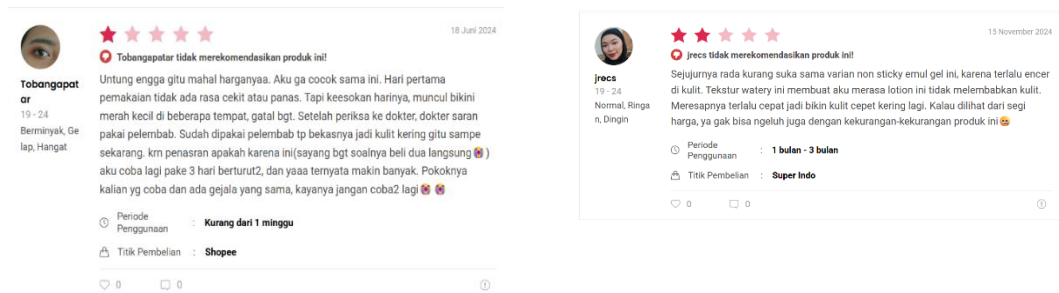 18 Juni 2024
Tobangapatar tidak merekomendasikan produk ini!
Tobangapat
ar
19 - 24
Berminyak, Ge
lap, Hangat
Untung engga gitu mahal harganyaa. Aku ga cocok sama ini. Hari pertama
pemakaian tidak ada rasa cekit atau panas. Tapi keesokan harinya, muncul bikini
merah kecil di beberapa tempat, gatal bgt. Setelah periksa ke dokter, dokter saran
pakai pelembab. Sudah dipakai pelembab tp bekasnya jadi kulit kering gitu sampe
sekarang. krn penasran apakah karena ini(sayang bgt soalnya beli dua langsung😭)
aku coba lagi pake 3 hari berturut2, dan yaaa ternyata makin banyak. Pokoknya
kalian yg coba dan ada gejala yang sama, kayanya jangan coba2 lagi😭😭
Periode
Penggunaan : Kurang dari 1 minggu
Titik Pembelian : Shopee
0 0
15 November 2024
jrecs tidak merekomendasikan produk ini!
jrecs
19 - 24
Normal, Ringa
n, Dingin
Sejujurnya rada kurang suka sama varian non sticky emul gel ini, karena terlalu encer
di kulit. Tekstur watery ini membuat aku merasa lotion ini tidak melembabkan kulit.
Meresapnya terlalu cepat jadi bikin kulit cepet kering lagi. Kalau dilihat dari segi
harga, ya gak bisa ngeluh juga dengan kekurangan-kekurangan produk ini😬
Periode
Penggunaan : 1 bulan - 3 bulan
Titik Pembelian : Super Indo
0 0